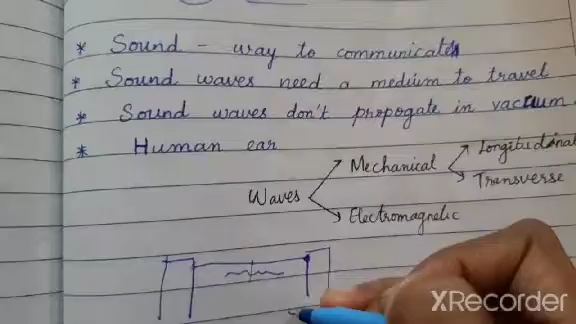 * Sound - way to communicate
* Sound waves need a medium to travel
* Sound waves don't propogate in vacuum.
* Human ear
Waves
Mechanical
Longitudinal
Transverse
Electromagnetic
XRecorder